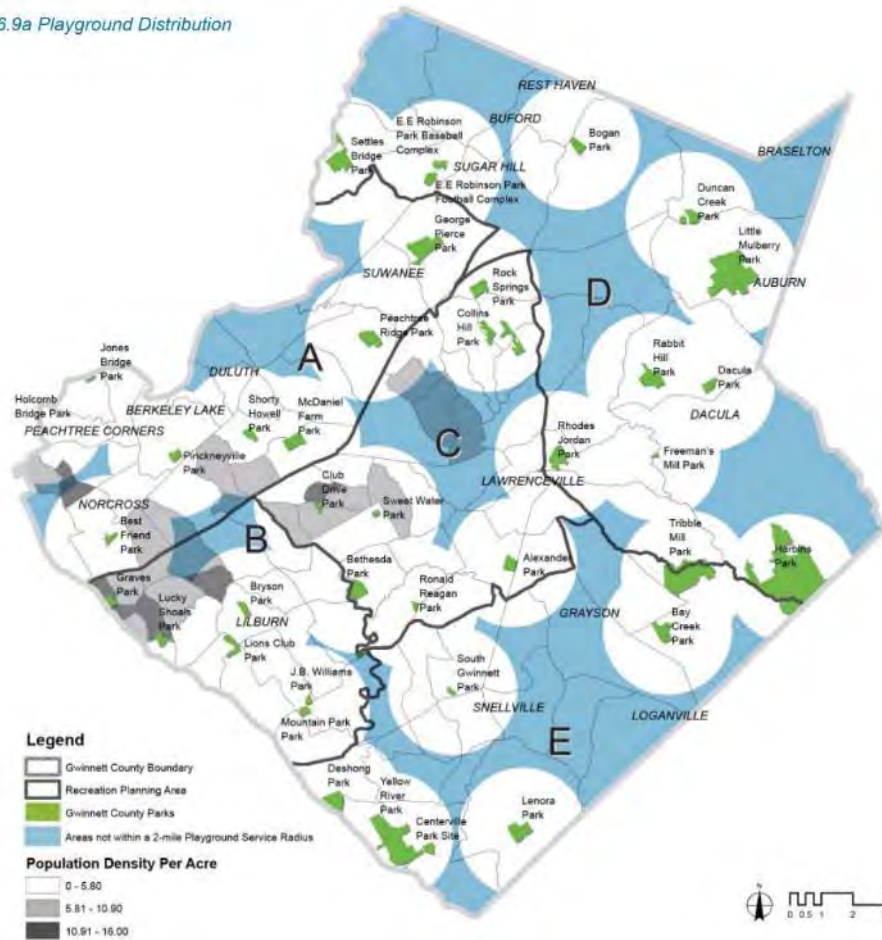 6.9a Playground Distribution
REST HAVEN
BUFORD
E.E Robinson
Park Baseball
Complex
Settles
Bridge
Park
Bogan
Park
BRASELTON
SUGAR HILL
E.E Robinson Park
Football Complex
Duncan
Creek
Park
George
Pierce
Park
Little
Mulberry
Park
SUWANEE
AUBURN
Rock
Springs
Park
D
Collins
Hill
Park
Peachtree
Ridge Park
A
Jones
Bridge
Park
DULUTH
Rabbit
Hill
Park
Dacula
Park
Holcomb
Bridge Park
BERKELEY LAKE
Shorty
Howell
Park
McDaniel
Farm
Park
DACULA
PEACHTREE CORNERS
C
Rhodes
Jordan
Park
Pinckneyville
Park
Freeman's
Mill Park
Club
Drive
Park
LAWRENCEVILLE
Sweet Water
Park
NORCROSS
Best
Friend
Park
B
Tribble
Mill
Park
Harbins
Park
Bethesda
Park
Alexander
Park
Graves
Park
Bryson
Park
Ronald
Reagan
Park
Lucky
Shoals
Park
LILBURN
GRAYSON
Bay
Creek
Park
Lions Club
Park
J.B. Williams
Park
South
Gwinnett
Park
SNELLVILLE
LOGANVILLE
Mountain Park
Park
E
Deshong
Park
Yellow
River
Park
Centerville
Park Site
Lenora
Park
Legend
Gwinnett County Boundary
Recreation Planning Area
Gwinnett County Parks
Areas not within a 2-mile Playground Service Radius
Population Density Per Acre
0 - 5.80
5.81 - 10.90
10.91 - 16.00
N
0 0.5 1 2